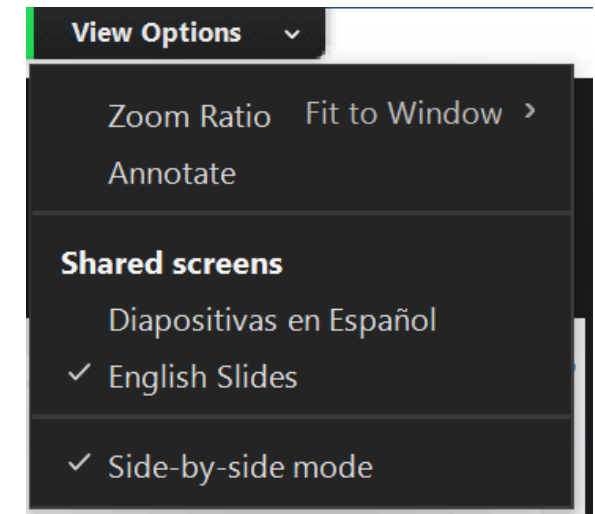 View Options
Zoom Ratio Fit to Window
Annotate
Shared screens
Diapositivas en Español
English Slides
Side-by-side mode